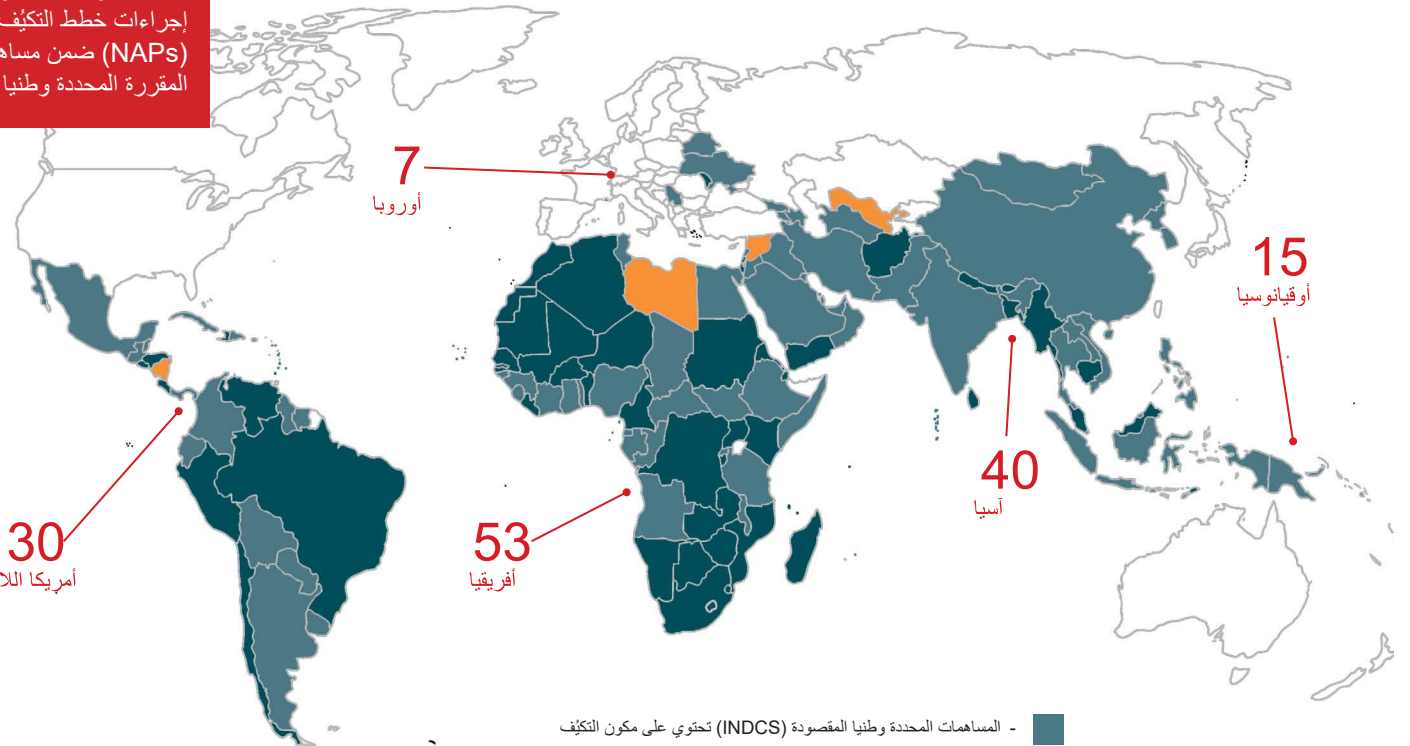 إجراءات خطط التكيُف
(NAPs) ضمن
المقررة المحددة وطنيا
7
أوروبا
15
أوقيانوسيا
40
آسيا
53
أفريقيا
30
أمريكا
- المساهمات المحددة وطنيا المقصودة (INDCS) تحتوي على مكون التكيُف